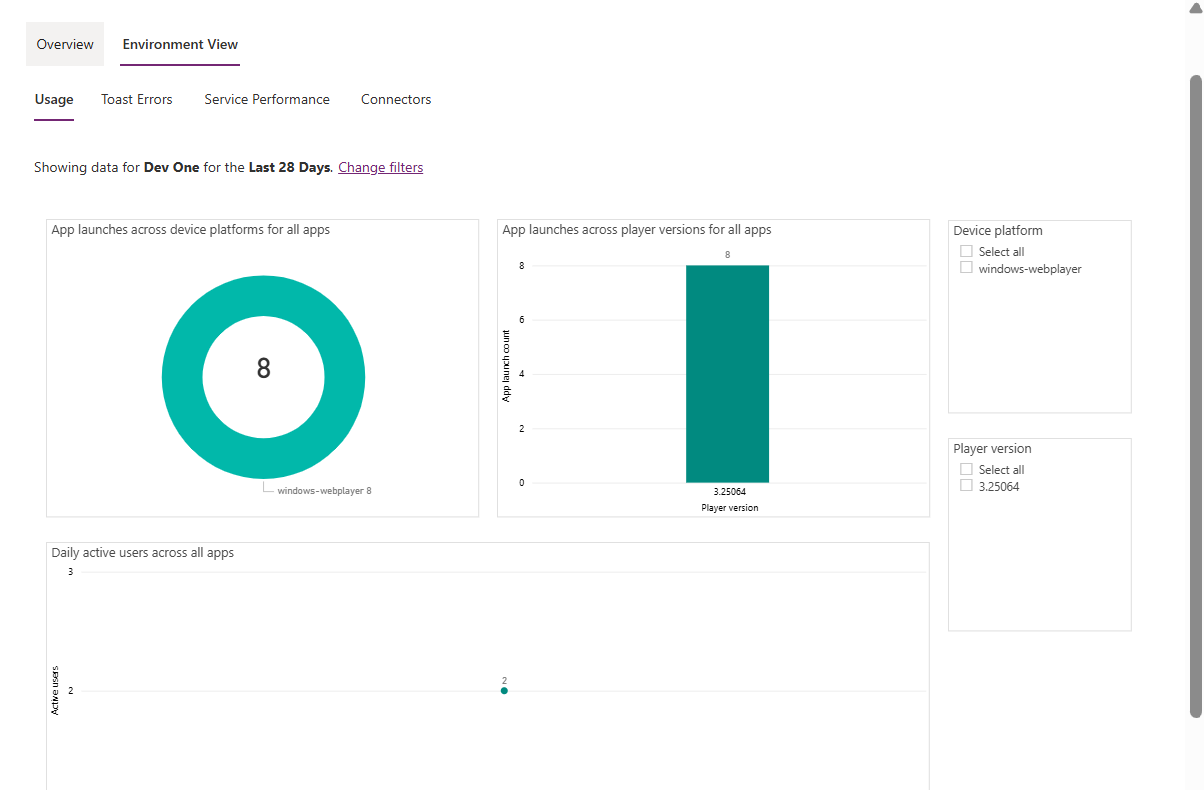 Overview
Environment View
Usage
Toast Errors
Service Performance
Connectors
Showing data for Dev One for the Last 28 Days. Change filters
App launches across device platforms for all apps
8
windows-webplayer 8
App launches across player versions for all apps
8
8
6
4
2
0
App launch count
3.25064
Player version
Device platform
Select all
windows-webplayer
Player version
Select all
3.25064
Daily active users across all apps
3
2
Active users
2